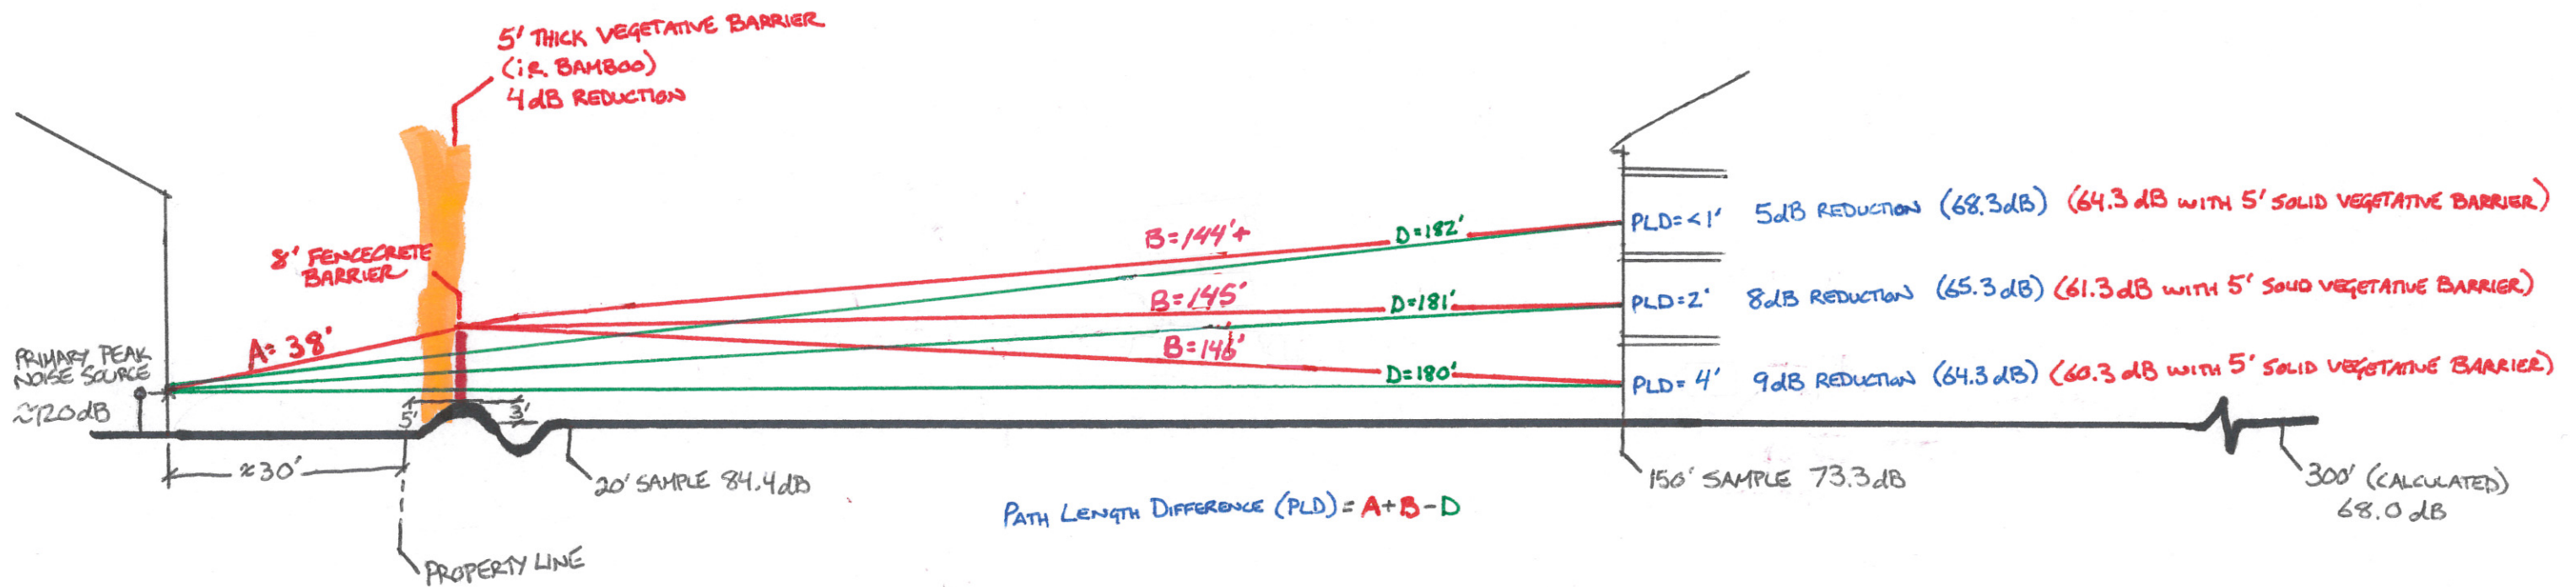 5' THICK VEGETATIVE BARRIER
(i.e. BAMBOO)
4dB REDUCTION
8' FENCECRETE
BARRIER
A= 38'
PRIMARY PEAK
NOISE SOURCE
≈120dB
≈30'
5'
3'
PROPERTY LINE
20' SAMPLE 84.4dB
B=144'+
D=182'
B=145'
D=181'
B=146'
D=180'
PLD=<1' 5dB REDUCTION (68.3dB) (64.3 dB WITH 5' SOLID VEGETATIVE BARRIER)
PLD=2' 8dB REDUCTION (65.3dB) (61.3dB WITH 5' SOLID VEGETATIVE BARRIER)
PLD= 4' 9dB REDUCTION (64.3dB) (60.3 dB WITH 5' SOLID VEGETATIVE BARRIER)
PATH LENGTH DIFFERENCE (PLD) = A+B-D
150' SAMPLE 73.3dB
300' (CALCULATED)
68.0 dB